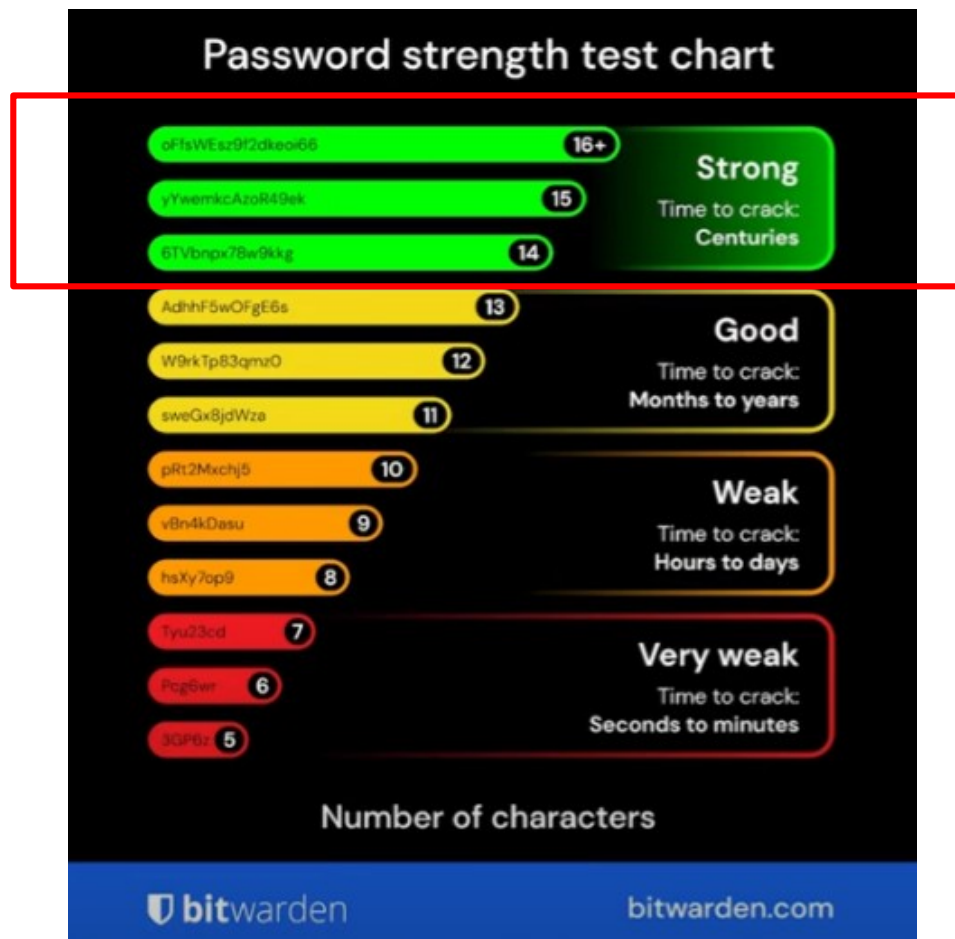 Password strength test chart
oFfsWEsz9f2dkeoi66
16+
Strong
yYwemkcAzoR49ek
15
Time to crack:
Centuries
6TVbnpx78w9kkg
14
AdhhF5wOFgE6s
13
Good
W9rkTp83qmzO
12
Time to crack:
Months to years
sweGx8jdWza
11
pRt2Mxchj5
10
Weak
vBn4kDasu
9
Time to crack:
Hours to days
hsXy7op9
8
Tyu23cd
7
Very weak
Pcg6wr
6
Time to crack:
Seconds to minutes
3GP6z
5
Number of characters
bitwarden
bitwarden.com